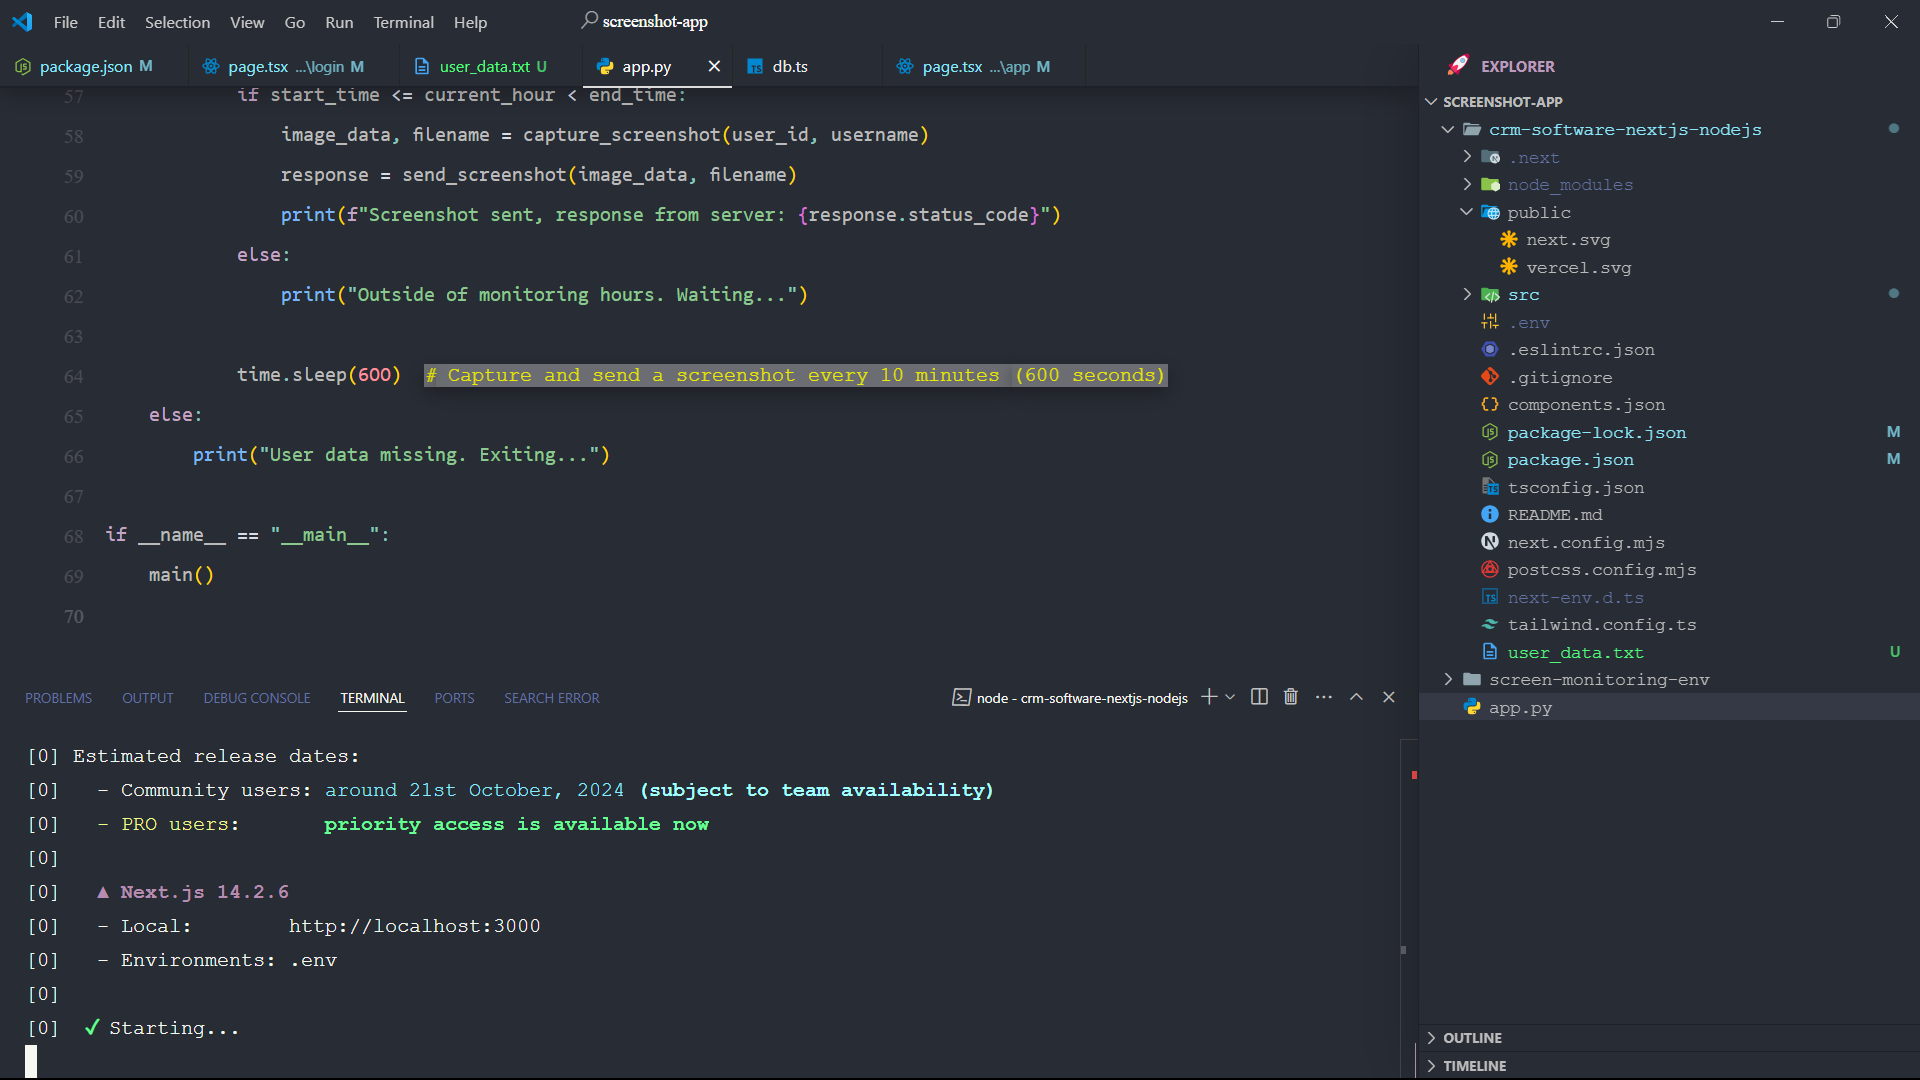 File Edit Selection View Go Run Terminal Help screenshot-app
package.json M page.tsx ...\login M user_data.txt U app.py db.ts page.tsx ...\app M
57 if start_time <= current_hour < end_time:
58 image_data, filename = capture_screenshot(user_id, username)
59 response = send_screenshot(image_data, filename)
60 print(f"Screenshot sent, response from server: {response.status_code}")
61 else:
62 print("Outside of monitoring hours. Waiting...")
63
64 time.sleep(600) # Capture and send a screenshot every 10 minutes (600 seconds)
65 else:
66 print("User data missing. Exiting...")
67
68 if __name__ == "__main__":
69 main()
70
PROBLEMS OUTPUT DEBUG CONSOLE TERMINAL PORTS SEARCH ERROR node - crm-software-nextjs-nodejs
[0] Estimated release dates:
[0] - Community users: around 21st October, 2024 (subject to team availability)
[0] - PRO users: priority access is available now
[0]
[0] ▲ Next.js 14.2.6
[0] - Local: http://localhost:3000
[0] - Environments: .env
[0]
[0] ✓ Starting...
EXPLORER
SCREENSHOT-APP
crm-software-nextjs-nodejs
.next
node_modules
public
next.svg
vercel.svg
src
.env
.eslintrc.json
.gitignore
components.json
package-lock.json M
package.json M
tsconfig.json
README.md
next.config.mjs
postcss.config.mjs
next-env.d.ts
tailwind.config.ts
user_data.txt U
screen-monitoring-env
app.py
OUTLINE
TIMELINE